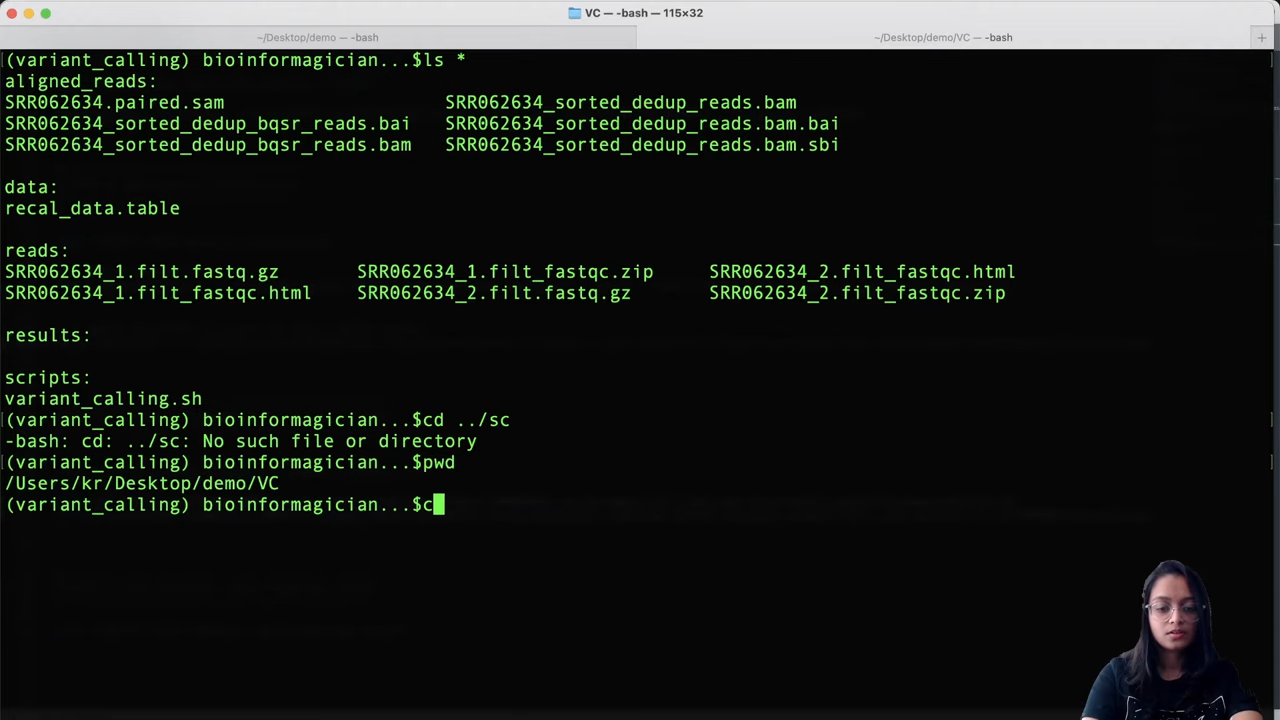 VC — -bash — 115×32
~/Desktop/demo — -bash
~/Desktop/demo/VC — -bash
(variant_calling) bioinformagician...$ls *
aligned_reads:
SRR062634.paired.sam SRR062634_sorted_dedup_reads.bam
SRR062634_sorted_dedup_bqsr_reads.bai SRR062634_sorted_dedup_reads.bam.bai
SRR062634_sorted_dedup_bqsr_reads.bam SRR062634_sorted_dedup_reads.bam.sbi
data:
recal_data.table
reads:
SRR062634_1.filt.fastq.gz SRR062634_1.filt_fastqc.zip SRR062634_2.filt_fastqc.html
SRR062634_1.filt_fastqc.html SRR062634_2.filt.fastq.gz SRR062634_2.filt_fastqc.zip
results:
scripts:
variant_calling.sh
(variant_calling) bioinformagician...$cd ../sc
-bash: cd: ../sc: No such file or directory
(variant_calling) bioinformagician...$pwd
/Users/kr/Desktop/demo/VC
(variant_calling) bioinformagician...$c